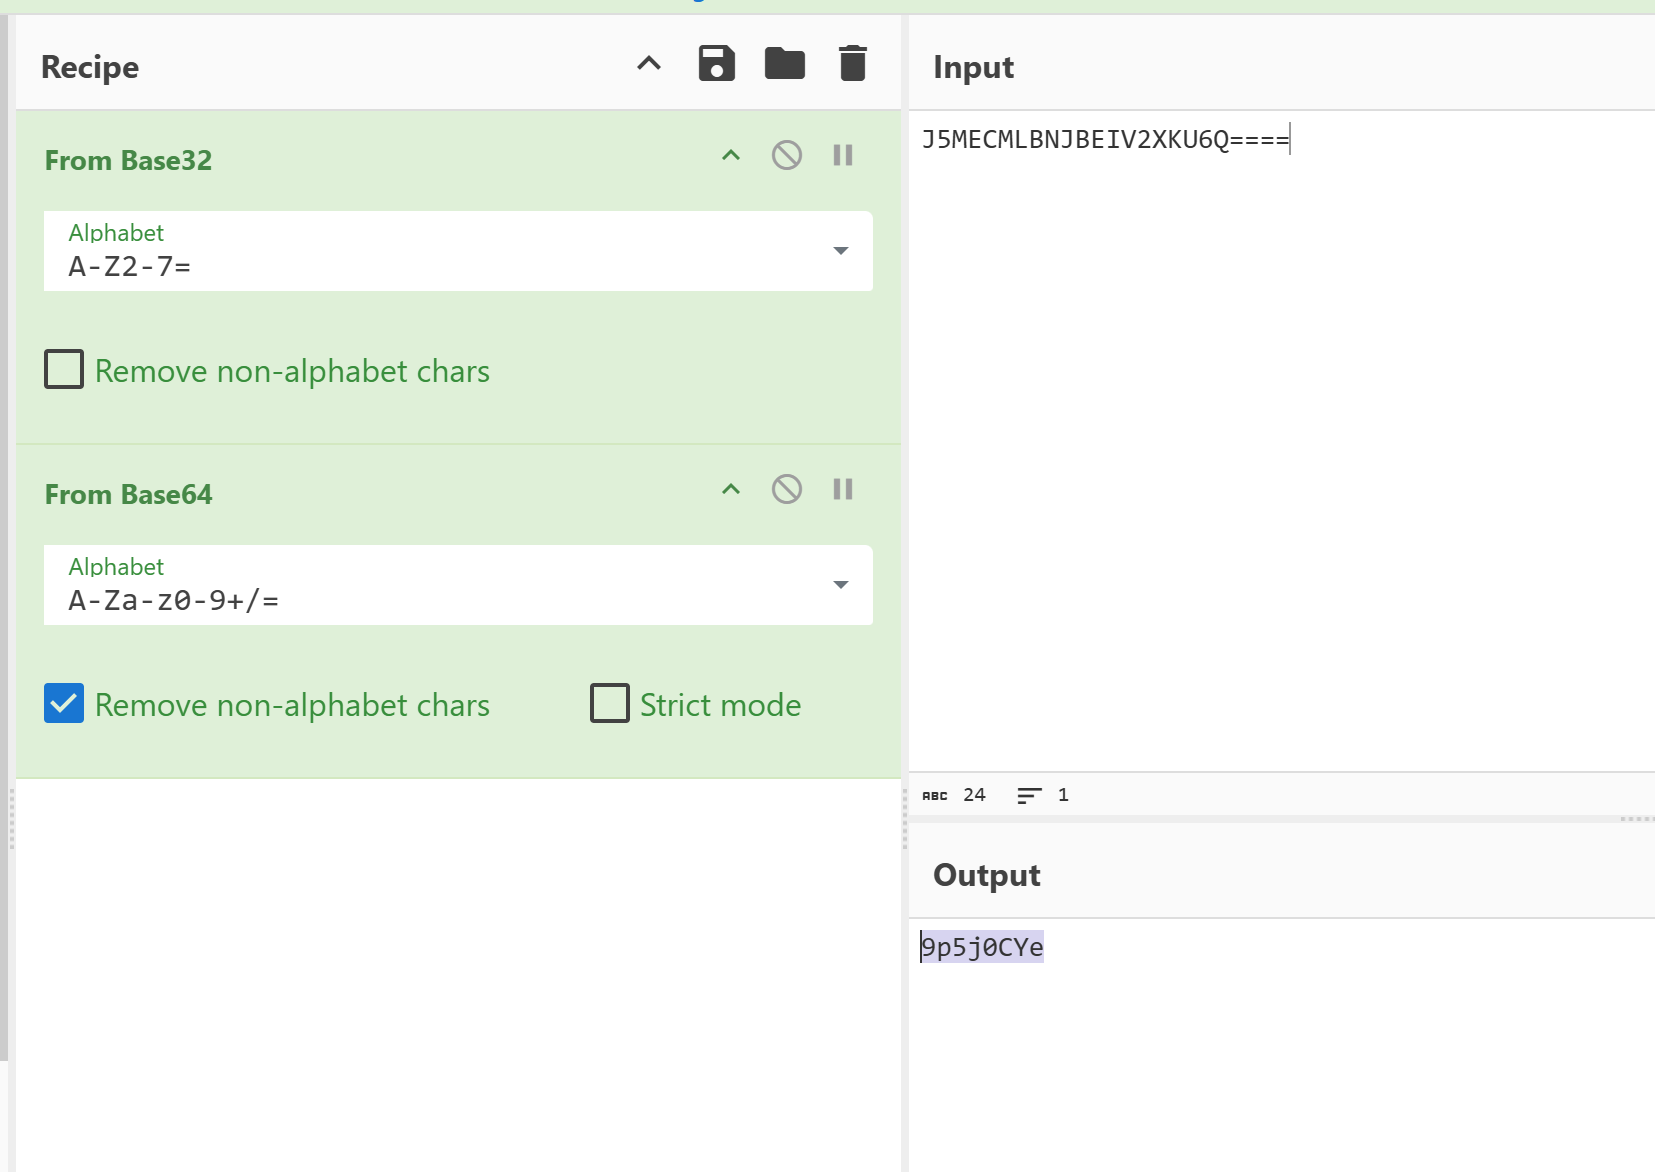 Recipe
From Base32
Alphabet
A-Z2-7=
Remove non-alphabet chars
From Base64
Alphabet
A-Za-z0-9+/=
Remove non-alphabet chars
Strict mode
Input
J5MECMLBNJBEIV2XKU6Q====
ABC 24 1
Output
9p5j0CYe